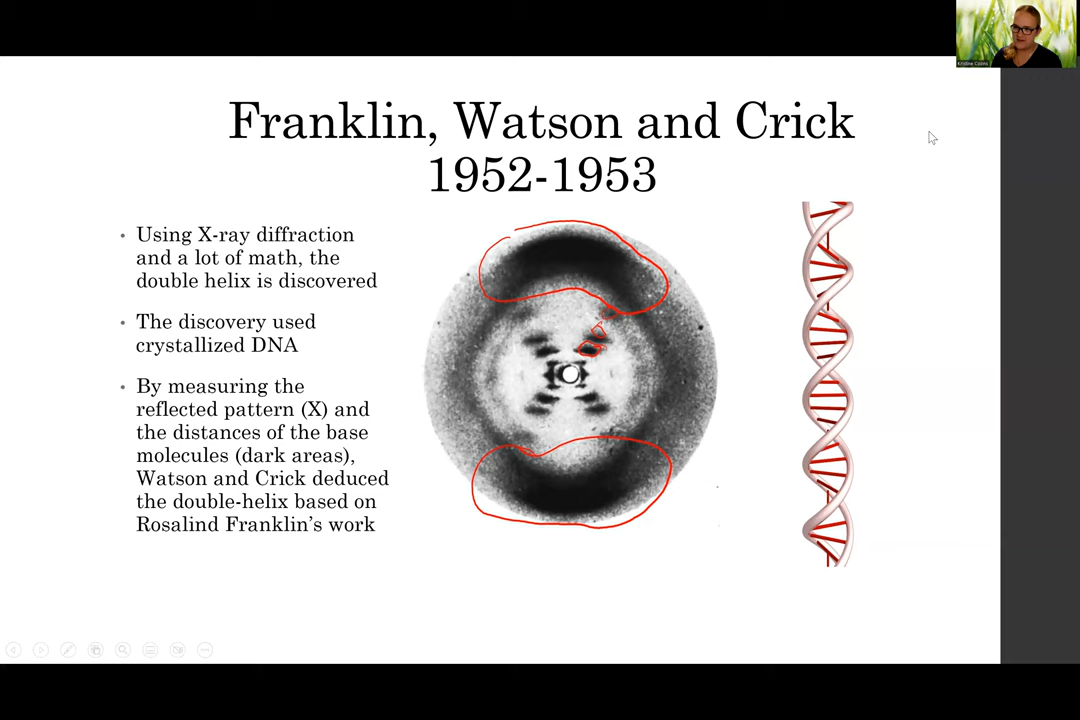 Kristine Collins
Franklin, Watson and Crick
1952-1953
• Using X-ray diffraction
and a lot of math, the
double helix is discovered
• The discovery used
crystallized DNA
• By measuring the
reflected pattern (X) and
the distances of the base
molecules (dark areas),
Watson and Crick deduced
the double-helix based on
Rosalind Franklin's work